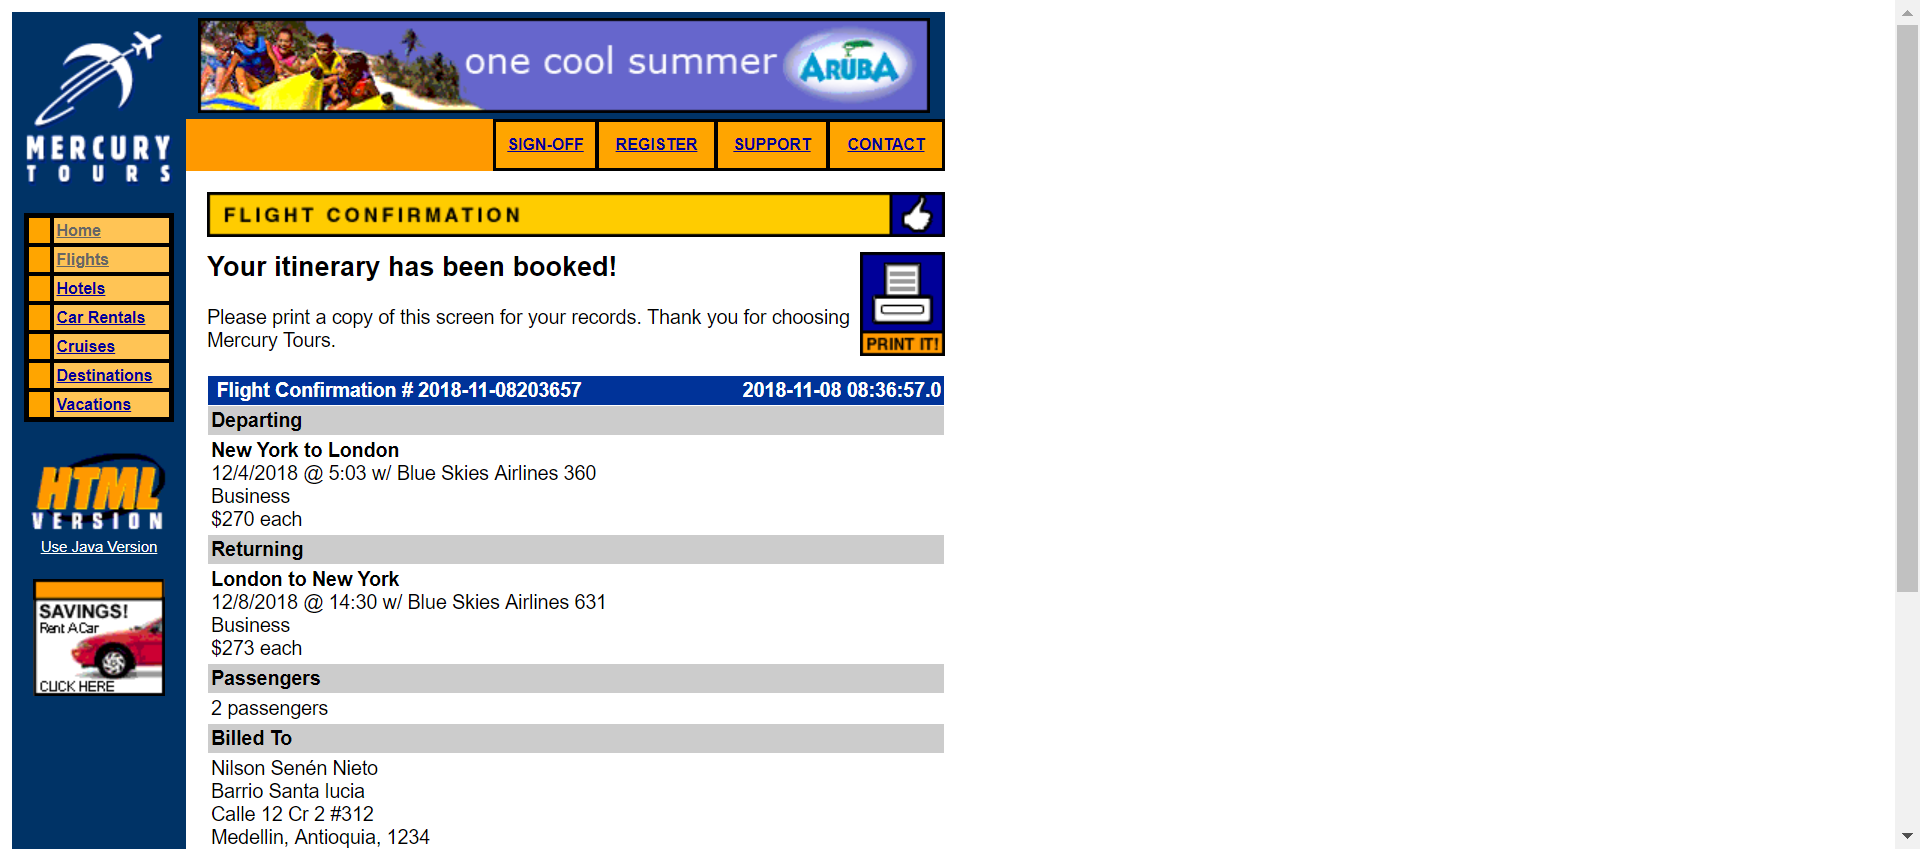 one cool summer ARUBA
MERCURY
TOURS
SIGN-OFF REGISTER SUPPORT CONTACT
FLIGHT CONFIRMATION
Home
Flights
Hotels
Car Rentals
Cruises
Destinations
Vacations
HTML
VERSION
Use Java Version
SAVINGS!
Rent A Car
CLICK HERE
Your itinerary has been booked!
Please print a copy of this screen for your records. Thank you for choosing
Mercury Tours.
PRINT IT!
Flight Confirmation # 2018-11-08203657 2018-11-08 08:36:57.0
Departing
New York to London
12/4/2018 @ 5:03 w/ Blue Skies Airlines 360
Business
$270 each
Returning
London to New York
12/8/2018 @ 14:30 w/ Blue Skies Airlines 631
Business
$273 each
Passengers
2 passengers
Billed To
Nilson Senén Nieto
Barrio Santa lucia
Calle 12 Cr 2 #312
Medellin, Antioquia, 1234